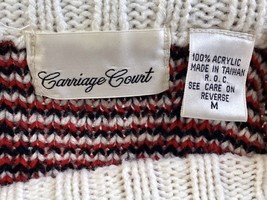 Carriage Court
100% ACRYLIC
MADE IN TAIWAN
R.O.C.
SEE CARE ON
REVERSE
M